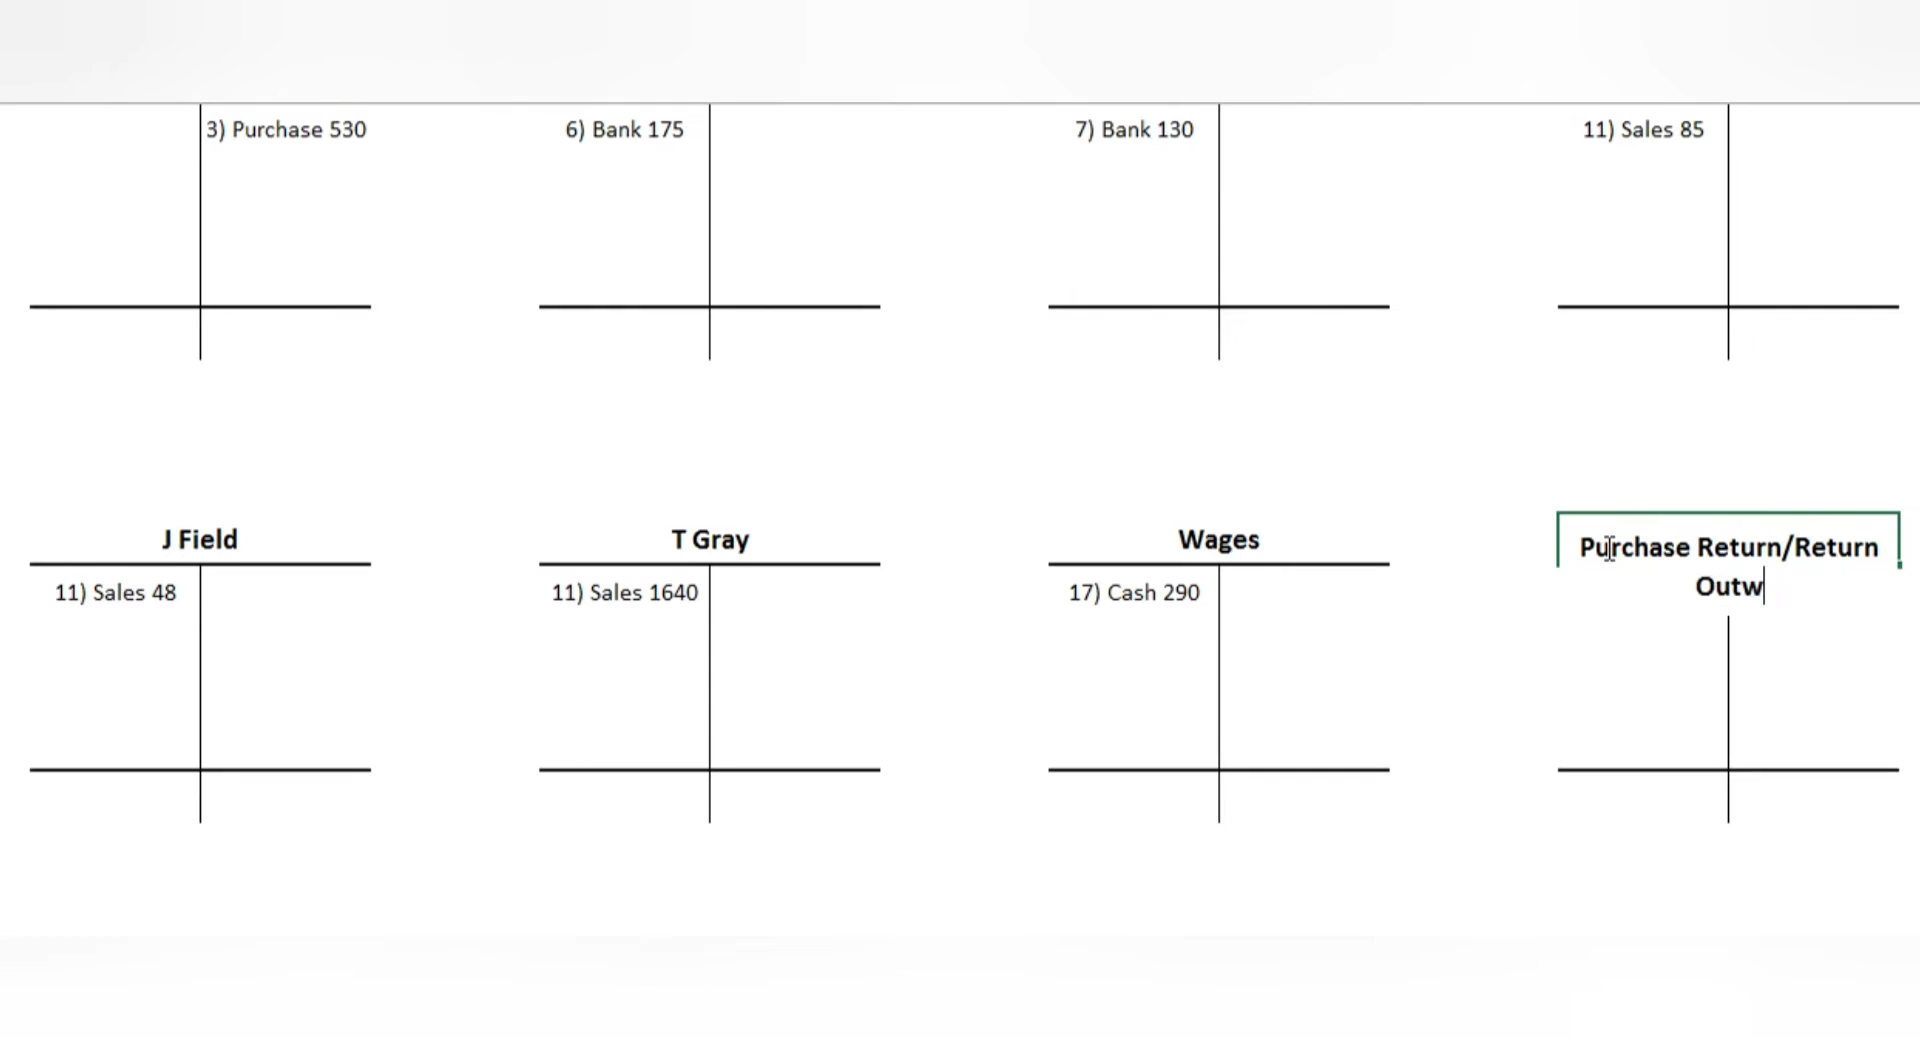 3) Purchase 530
6) Bank 175
7) Bank 130
11) Sales 85
J Field
T Gray
Wages
Purchase Return/Return
Outw
11) Sales 48
11) Sales 1640
17) Cash 290